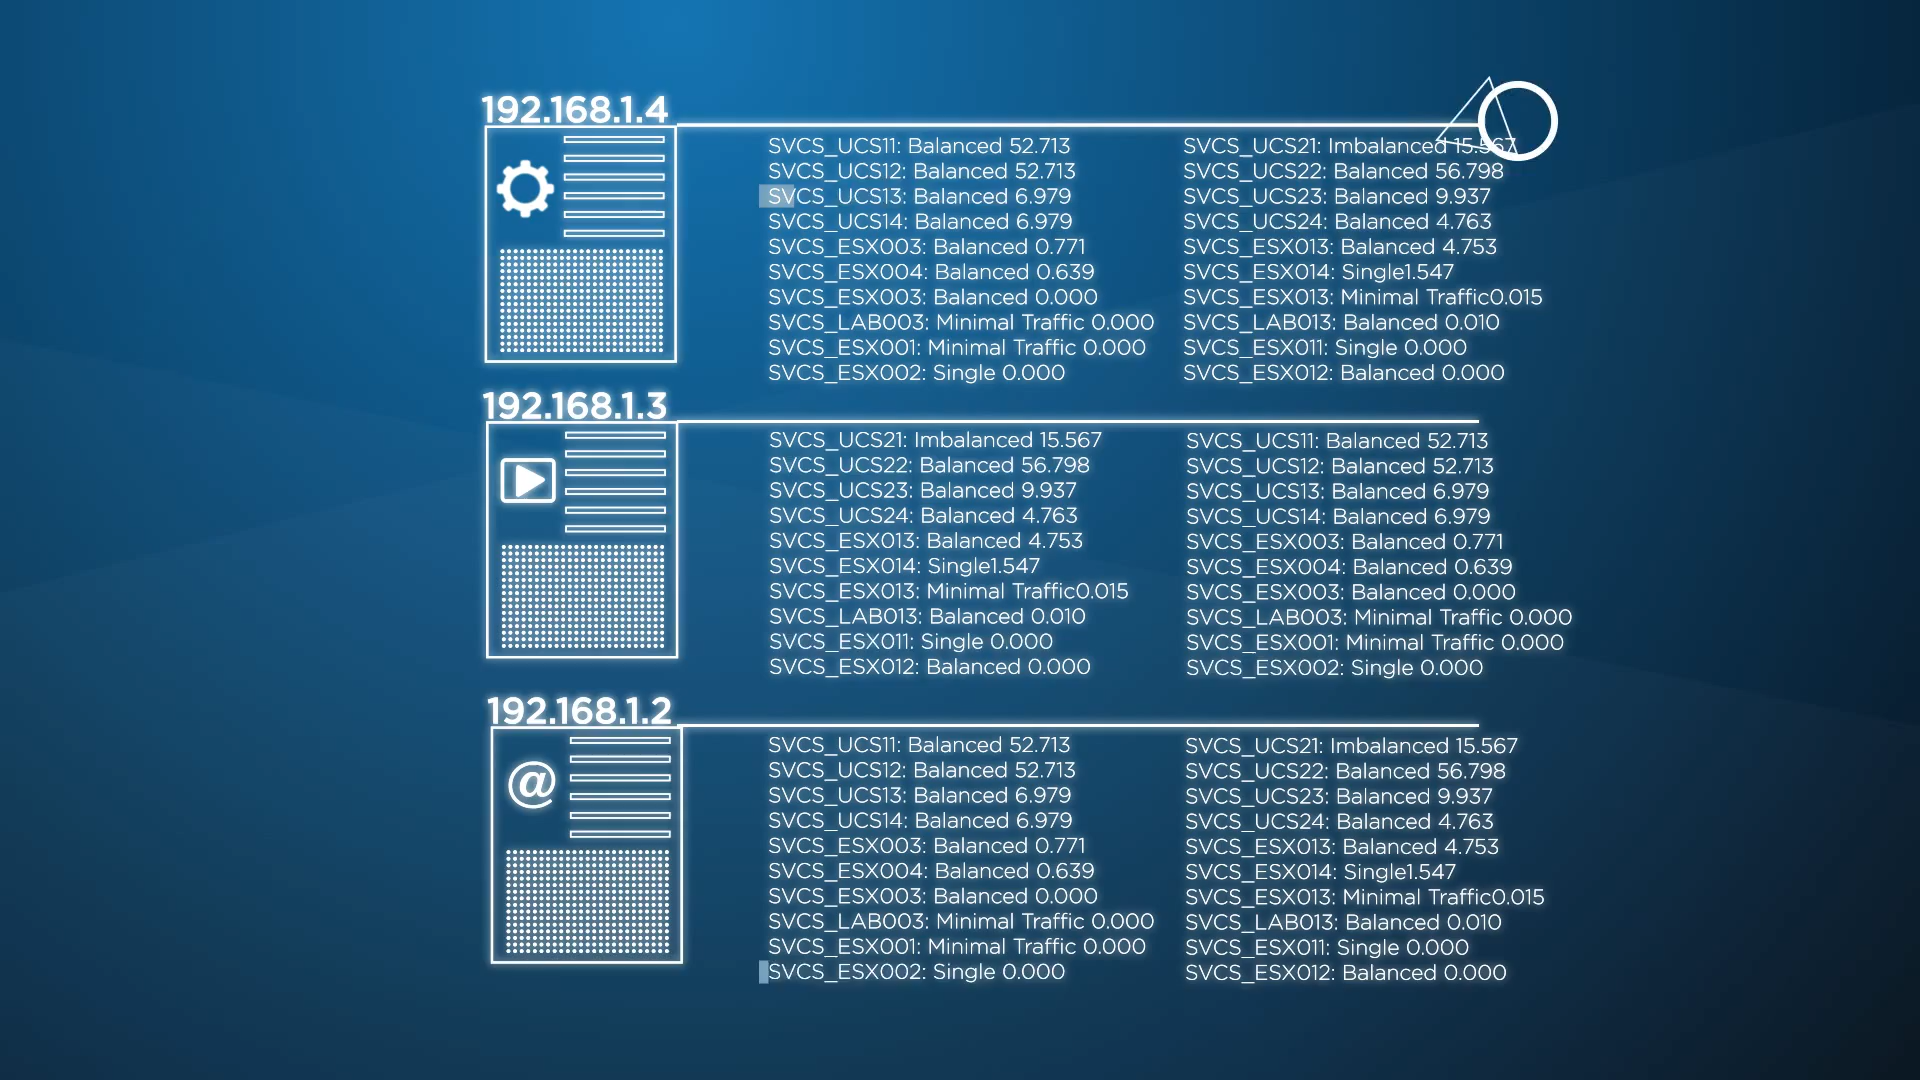 192.168.1.4
SVCS_UCS11: Balanced 52.713
SVCS_UCS12: Balanced 52.713
SVCS_UCS13: Balanced 6.979
SVCS_UCS14: Balanced 6.979
SVCS_ESX003: Balanced 0.771
SVCS_ESX004: Balanced 0.639
SVCS_ESX003: Balanced 0.000
SVCS_LAB003: Minimal Traffic 0.000
SVCS_ESX001: Minimal Traffic 0.000
SVCS_ESX002: Single 0.000
SVCS_UCS21: Imbalanced 15.567
SVCS_UCS22: Balanced 56.798
SVCS_UCS23: Balanced 9.937
SVCS_UCS24: Balanced 4.763
SVCS_ESX013: Balanced 4.753
SVCS_ESX014: Single1.547
SVCS_ESX013: Minimal Traffic0.015
SVCS_LAB013: Balanced 0.010
SVCS_ESX011: Single 0.000
SVCS_ESX012: Balanced 0.000
192.168.1.3
SVCS_UCS21: Imbalanced 15.567
SVCS_UCS22: Balanced 56.798
SVCS_UCS23: Balanced 9.937
SVCS_UCS24: Balanced 4.763
SVCS_ESX013: Balanced 4.753
SVCS_ESX014: Single1.547
SVCS_ESX013: Minimal Traffic0.015
SVCS_LAB013: Balanced 0.010
SVCS_ESX011: Single 0.000
SVCS_ESX012: Balanced 0.000
SVCS_UCS11: Balanced 52.713
SVCS_UCS12: Balanced 52.713
SVCS_UCS13: Balanced 6.979
SVCS_UCS14: Balanced 6.979
SVCS_ESX003: Balanced 0.771
SVCS_ESX004: Balanced 0.639
SVCS_ESX003: Balanced 0.000
SVCS_LAB003: Minimal Traffic 0.000
SVCS_ESX001: Minimal Traffic 0.000
SVCS_ESX002: Single 0.000
192.168.1.2
@
SVCS_UCS11: Balanced 52.713
SVCS_UCS12: Balanced 52.713
SVCS_UCS13: Balanced 6.979
SVCS_UCS14: Balanced 6.979
SVCS_ESX003: Balanced 0.771
SVCS_ESX004: Balanced 0.639
SVCS_ESX003: Balanced 0.000
SVCS_LAB003: Minimal Traffic 0.000
SVCS_ESX001: Minimal Traffic 0.000
SVCS_ESX002: Single 0.000
SVCS_UCS21: Imbalanced 15.567
SVCS_UCS22: Balanced 56.798
SVCS_UCS23: Balanced 9.937
SVCS_UCS24: Balanced 4.763
SVCS_ESX013: Balanced 4.753
SVCS_ESX014: Single1.547
SVCS_ESX013: Minimal Traffic0.015
SVCS_LAB013: Balanced 0.010
SVCS_ESX011: Single 0.000
SVCS_ESX012: Balanced 0.000